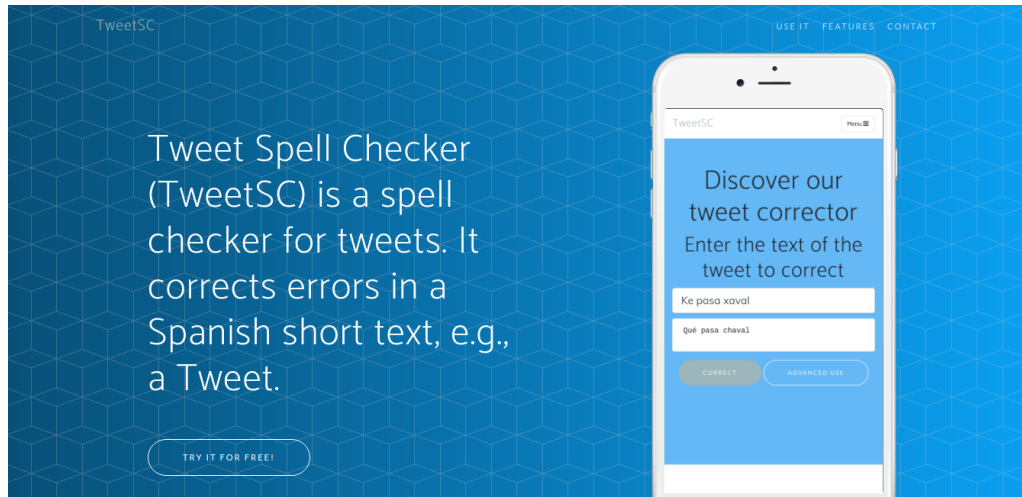 TweetSC
USE IT FEATURES CONTACT
Tweet Spell Checker
(TweetSC) is a spell
checker for tweets. It
corrects errors in a
Spanish short text, e.g.,
a Tweet.
TRY IT FOR FREE!
TweetSC
Menu
Discover our
tweet corrector
Enter the text of the
tweet to correct
Ke pasa xaval
Qué pasa chaval
CORRECT
ADVANCED USE